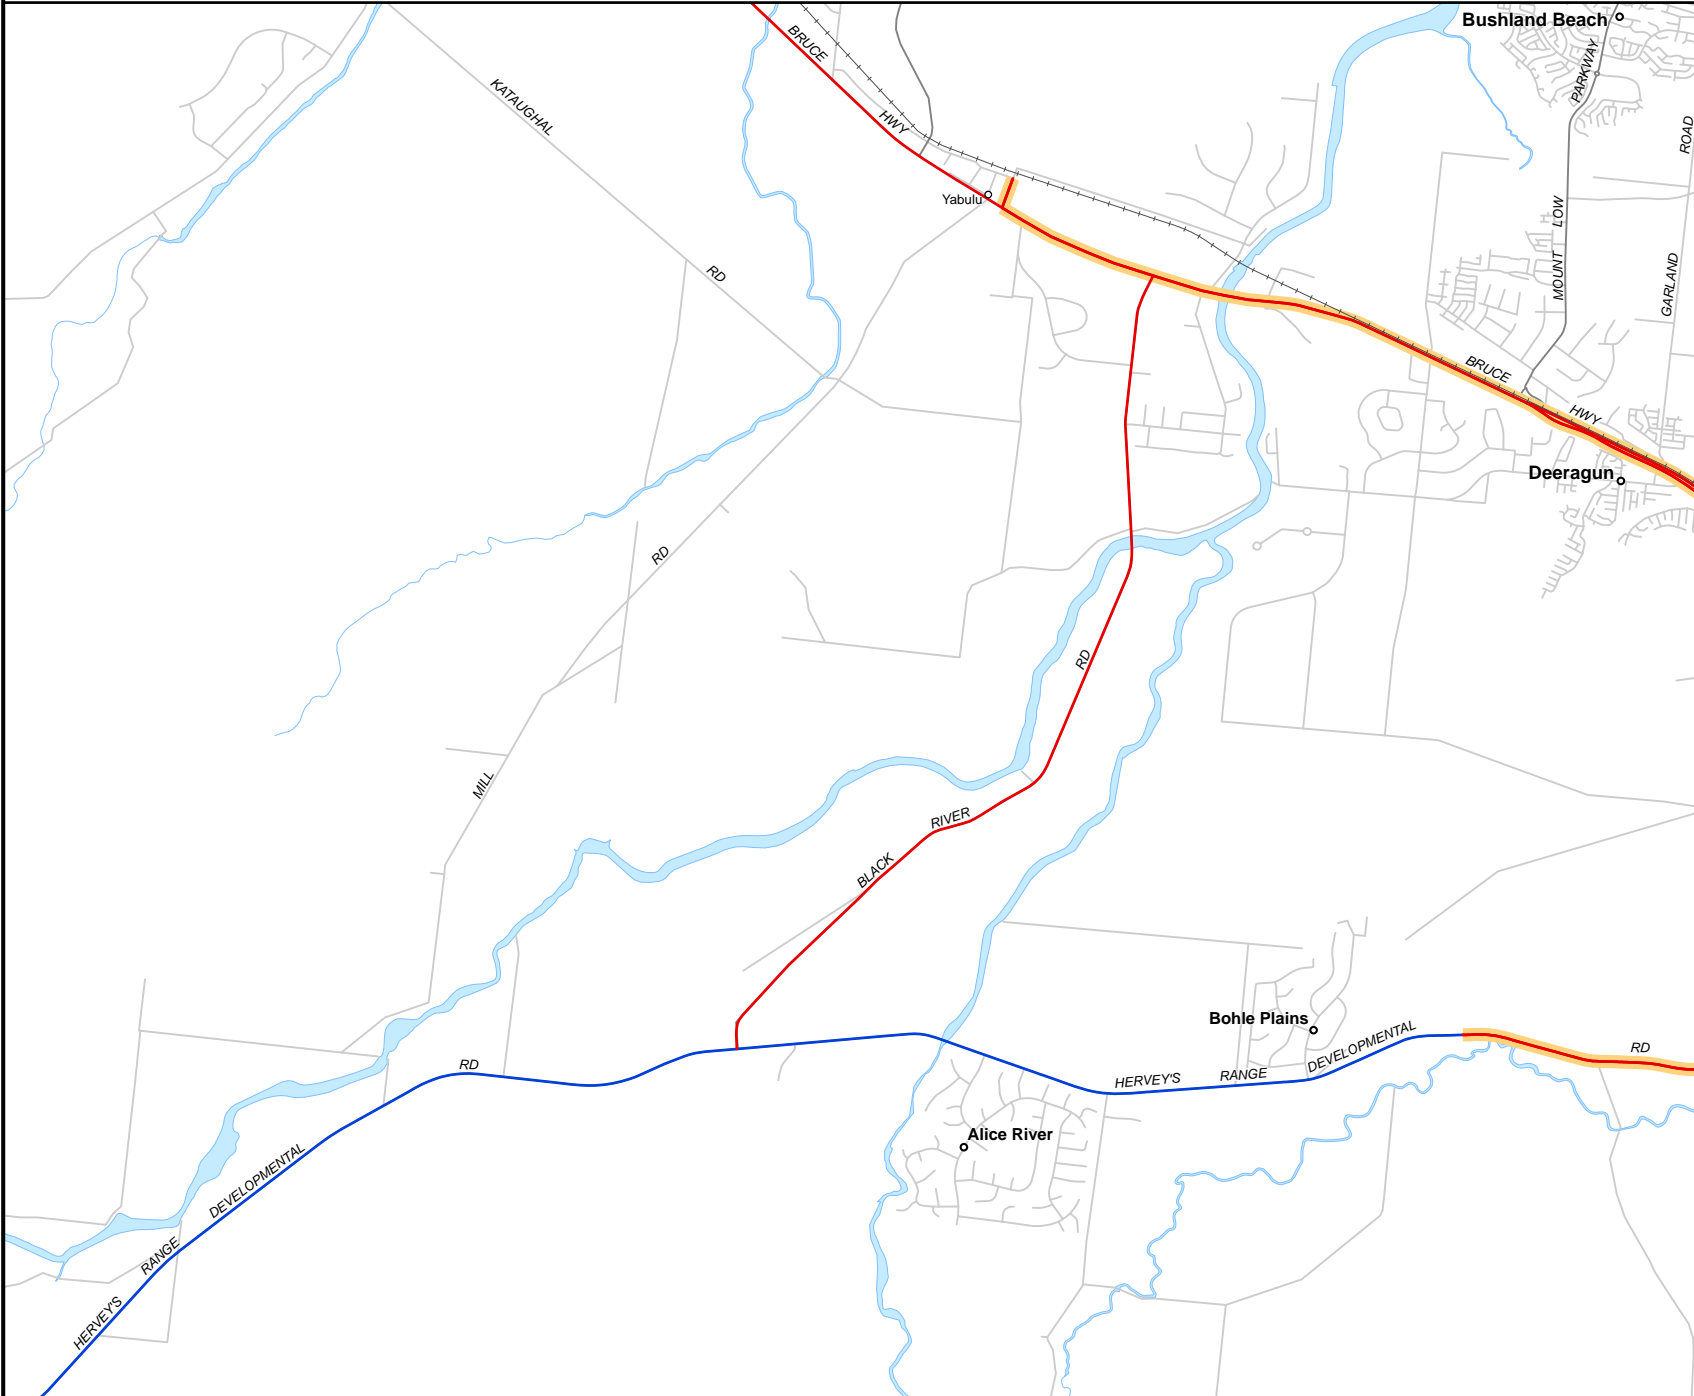 Bushland Beach
BRUCE
PARKWAY
KATAUGHAL
HWY
ROAD
Yabulu
LOW
MOUNT
RD
GARLAND
BRUCE
HWY
Deeragun
RD
RD
MILL
RIVER
BLACK
Bohle Plains
DEVELOPMENTAL
RD
RD
HERVEY'S
RANGE
Alice River
DEVELOPMENTAL
RANGE
HERVEY'S